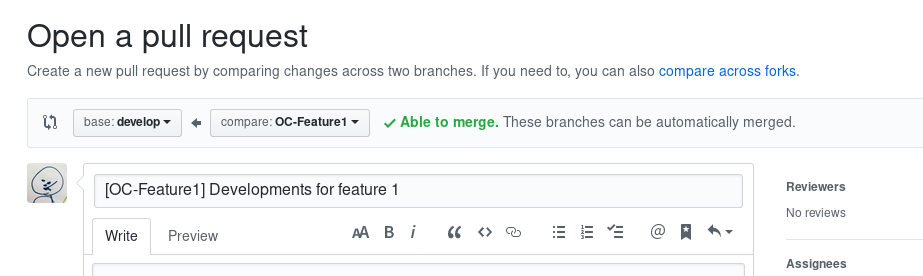 Open a pull request
Create a new pull request by comparing changes across two branches. If you need to, you can also compare across forks.
base: develop compare: OC-Feature1 Able to merge. These branches can be automatically merged.
[OC-Feature1] Developments for feature 1
Reviewers
No reviews
Write Preview AA B i @
Assignees